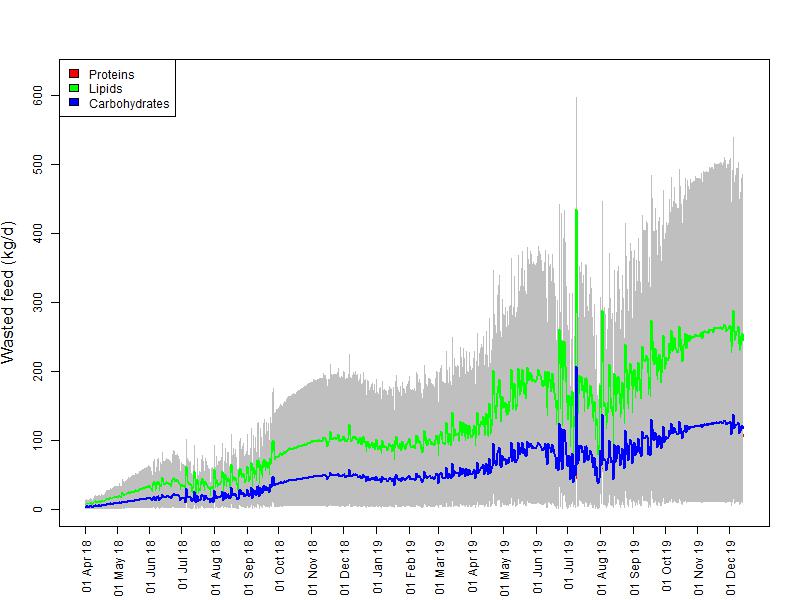 Proteins
Lipids
Carbohydrates
Wasted feed (kg/d)
600
500
400
300
200
100
0
01 Apr 18
01 May 18
01 Jun 18
01 Jul 18
01 Aug 18
01 Sep 18
01 Oct 18
01 Nov 18
01 Dec 18
01 Jan 19
01 Feb 19
01 Mar 19
01 Apr 19
01 May 19
01 Jun 19
01 Jul 19
01 Aug 19
01 Sep 19
01 Oct 19
01 Nov 19
01 Dec 19